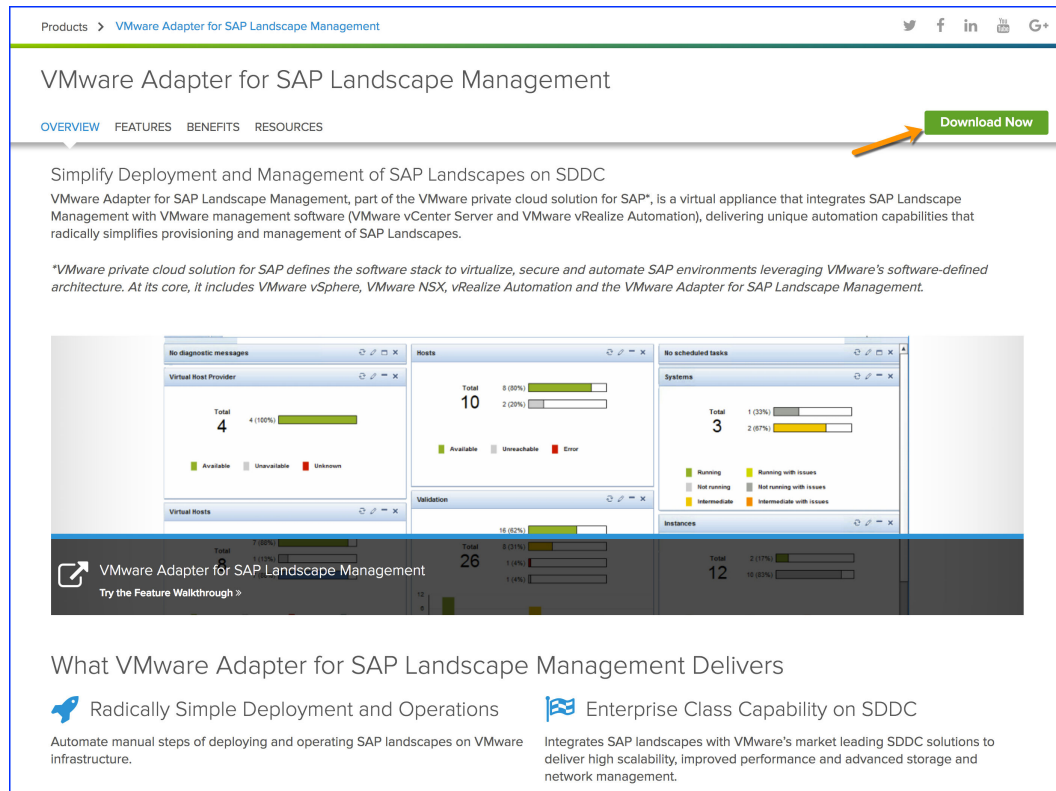 Products > VMware Adapter for SAP Landscape Management
VMware Adapter for SAP Landscape Management
OVERVIEW FEATURES BENEFITS RESOURCES
Download Now
Simplify Deployment and Management of SAP Landscapes on SDDC
VMware Adapter for SAP Landscape Management, part of the VMware private cloud solution for SAP*, is a virtual appliance that integrates SAP Landscape
Management with VMware management software (VMware vCenter Server and VMware vRealize Automation), delivering unique automation capabilities that
radically simplifies provisioning and management of SAP Landscapes.
*VMware private cloud solution for SAP defines the software stack to virtualize, secure and automate SAP environments leveraging VMware's software-defined
architecture. At its core, it includes VMware vSphere, VMware NSX, vRealize Automation and the VMware Adapter for SAP Landscape Management.
No diagnostic messages
Virtual Host Provider
Total
4
4 (100%)
Available Unavailable Unknown
Virtual Hosts
Total
8
1 (13%)
Hosts
Total
10
8 (80%)
2 (20%)
Available Unreachable Error
Validation
16 (62%)
Total
26
8 (31%)
1 (4%)
1 (4%)
12
No scheduled tasks
Systems
Total
3
1 (33%)
2 (67%)
Running Running with issues
Not running Not running with issues
Intermediate Intermediate with issues
Instances
Total
12
2 (17%)
10 (83%)
VMware Adapter for SAP Landscape Management
Try the Feature Walkthrough »
What VMware Adapter for SAP Landscape Management Delivers
Radically Simple Deployment and Operations
Automate manual steps of deploying and operating SAP landscapes on VMware
infrastructure.
Enterprise Class Capability on SDDC
Integrates SAP landscapes with VMware's market leading SDDC solutions to
deliver high scalability, improved performance and advanced storage and
network management.